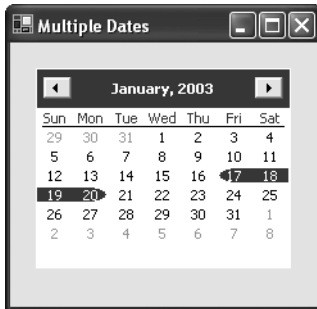 Multiple Dates
January, 2003
Sun Mon Tue Wed Thu Fri Sat
29 30 31 1 2 3 4
5 6 7 8 9 10 11
12 13 14 15 16 17 18
19 20 21 22 23 24 25
26 27 28 29 30 31 1
2 3 4 5 6 7 8